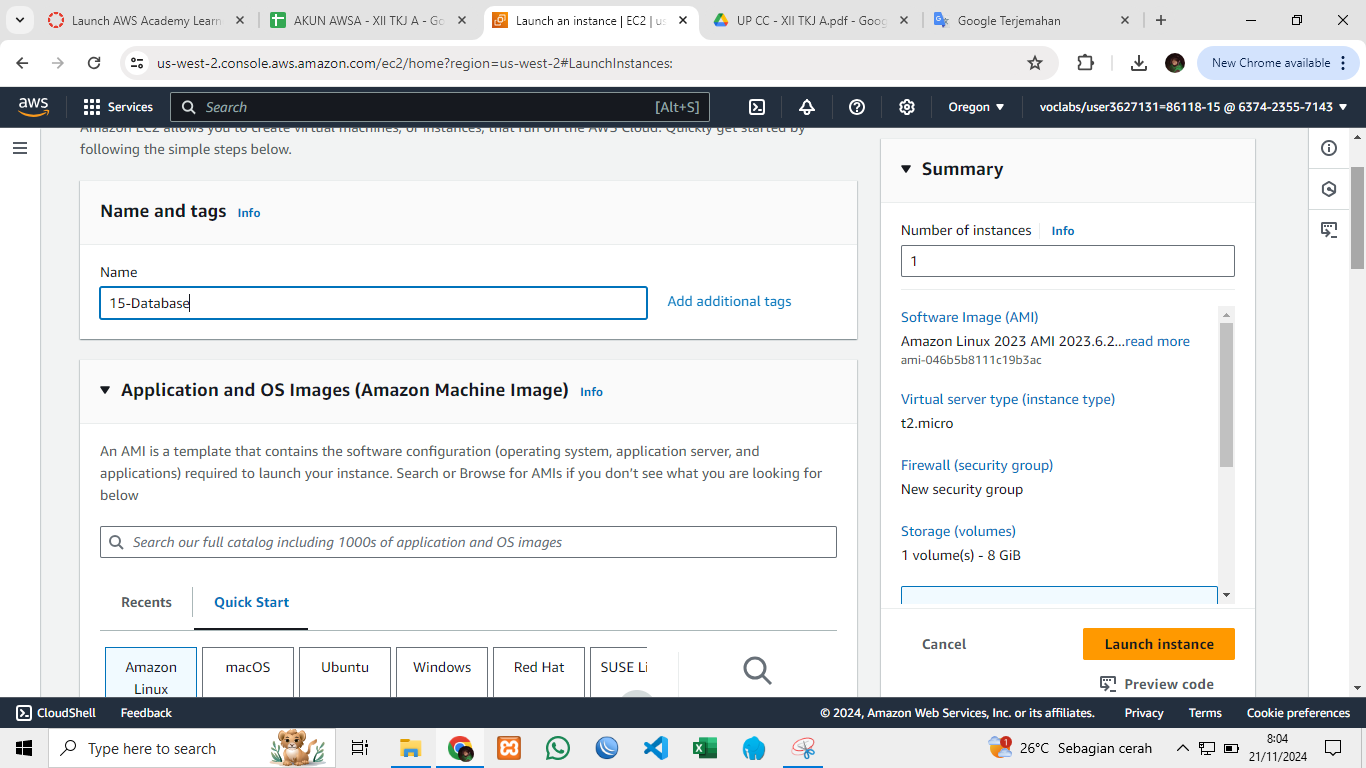 Launch AWS Academy Learn
AKUN AWSA - XII TKJ A - Go
Launch an instance | EC2 | us
UP CC - XII TKJ A.pdf - Goog
Google Terjemahan
us-west-2.console.aws.amazon.com/ec2/home?region=us-west-2#LaunchInstances:
New Chrome available
aws
Services
Search
[Alt+S]
Oregon
voclabs/user3627131=86118-15 @ 6374-2355-7143
Amazon EC2 allows you to create virtual machines, or instances, that run on the AWS Cloud. Quickly get started by
following the simple steps below.
Name and tags Info
Name
15-Database
Add additional tags
Application and OS Images (Amazon Machine Image) Info
An AMI is a template that contains the software configuration (operating system, application server, and
applications) required to launch your instance. Search or Browse for AMIs if you don’t see what you are looking for
below
Search our full catalog including 1000s of application and OS images
Recents
Quick Start
Amazon
Linux
macOS
Ubuntu
Windows
Red Hat
SUSE Li
Summary
Number of instances Info
1
Software Image (AMI)
Amazon Linux 2023 AMI 2023.6.2...read more
ami-046b5b8111c19b3ac
Virtual server type (instance type)
t2.micro
Firewall (security group)
New security group
Storage (volumes)
1 volume(s) - 8 GiB
Cancel
Launch instance
Preview code
CloudShell
Feedback
© 2024, Amazon Web Services, Inc. or its affiliates.
Privacy
Terms
Cookie preferences
Type here to search
26°C Sebagian cerah
8:04
21/11/2024